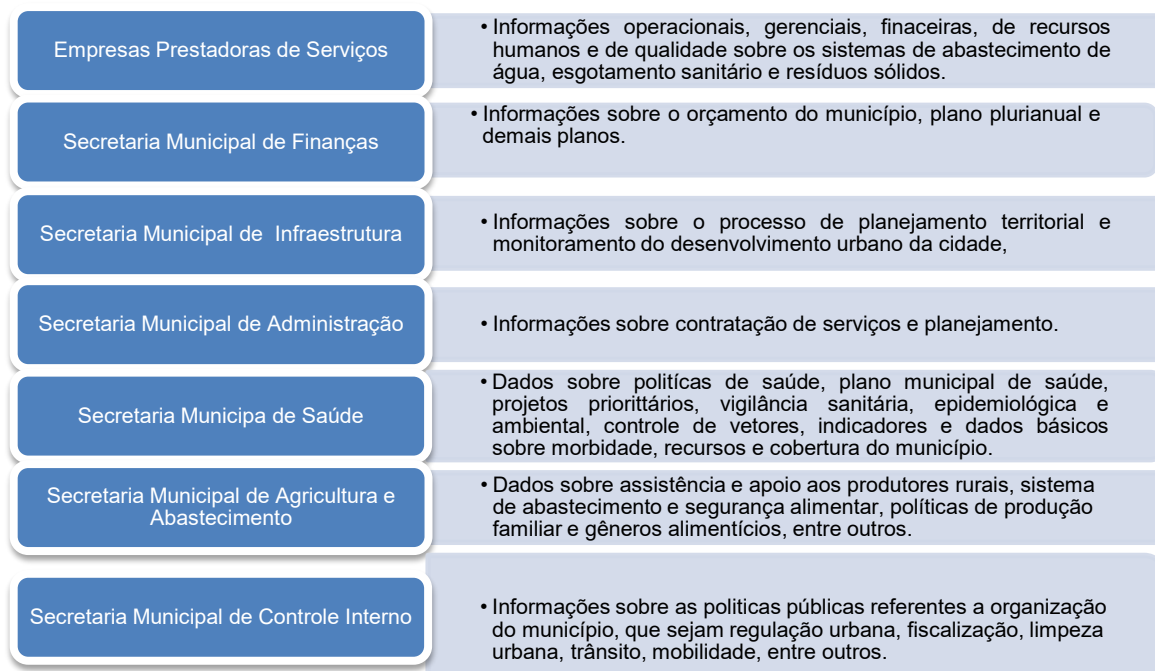 Empresas Prestadoras de Serviços
• Informações operacionais, gerenciais, finaceiras, de recursos
humanos e de qualidade sobre os sistemas de abastecimento de
água, esgotamento sanitário e resíduos sólidos.
Secretaria Municipal de Finanças
• Informações sobre o orçamento do município, plano plurianual e
demais planos.
Secretaria Municipal de Infraestrutura
• Informações sobre o processo de planejamento territorial e
monitoramento do desenvolvimento urbano da cidade,
Secretaria Municipal de Administração
• Informações sobre contratação de serviços e planejamento.
Secretaria Municipa de Saúde
• Dados sobre politícas de saúde, plano municipal de saúde,
projetos priorittários, vigilância sanitária, epidemiológica e
ambiental, controle de vetores, indicadores e dados básicos
sobre morbidade, recursos e cobertura do município.
Secretaria Municipal de Agricultura e
Abastecimento
• Dados sobre assistência e apoio aos produtores rurais, sistema
de abastecimento e segurança alimentar, políticas de produção
familiar e gêneros alimentícios, entre outros.
Secretaria Municipal de Controle Interno
• Informações sobre as politicas públicas referentes a organização
do município, que sejam regulação urbana, fiscalização, limpeza
urbana, trânsito, mobilidade, entre outros.